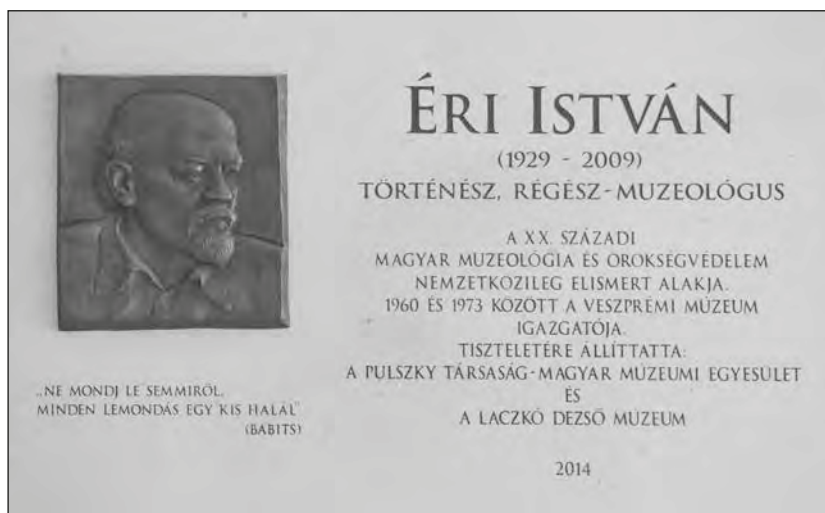 ÉRI ISTVÁN
(1929 - 2009)
TÖRTÉNÉSZ, RÉGÉSZ-MUZEOLÓGUS
A XX. SZÁZADI
MAGYAR MUZEOLÓGIA ÉS ÖRÖKSÉGVÉDELEM
NEMZETKÖZILEG ELISMERT ALAKJA.
1960 ÉS 1973 KÖZÖTT A VESZPRÉMI MÚZEUM
IGAZGATÓJA.
TISZTELETÉRE ÁLLÍTTATTA:
A PULSZKY TÁRSASÁG-MAGYAR MÚZEUMI EGYESÜLET
ÉS
A LACZKÓ DEZSŐ MÚZEUM
2014
„NE MONDJ LE SEMMIRŐL,
MINDEN LEMONDÁS EGY KIS HALÁL"
(BABITS)